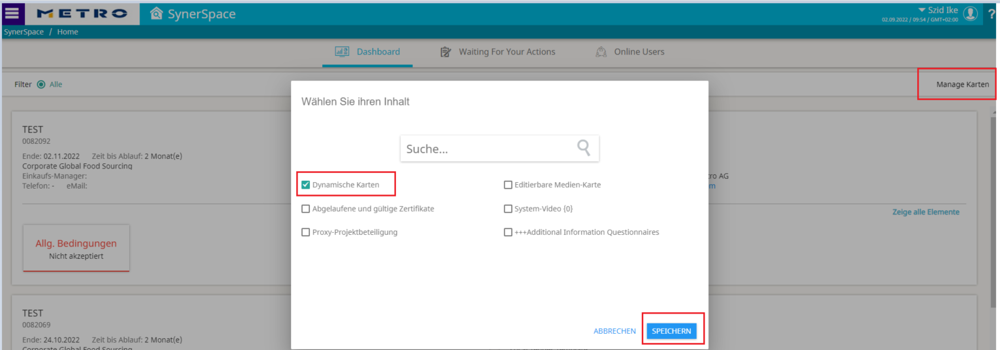 METRO
SynerSpace
Szid Ike
02.09.2022 / 09:54 / GMT+02:00
?
SynerSpace / Home
Dashboard
Waiting For Your Actions
Online Users
Filter
Alle
Manage Karten
TEST
0082092
Ende: 02.11.2022 Zeit bis Ablauf: 2 Monat(e)
Corporate Global Food Sourcing
Einkaufs-Manager:
Telefon: - eMail:
Allg. Bedingungen
Nicht akzeptiert
Wählen Sie ihren Inhalt
Suche...
Dynamische Karten
Editierbare Medien-Karte
Abgelaufene und gültige Zertifikate
System-Video {0}
Proxy-Projektbeteiligung
+++Additional Information Questionnaires
ABBRECHEN
SPEICHERN
tro AG
m
Zeige alle Elemente
TEST
0082069
Ende: 24.10.2022 Zeit bis Ablauf: 2 Monat(e)
Corporate Global Food Sourcing